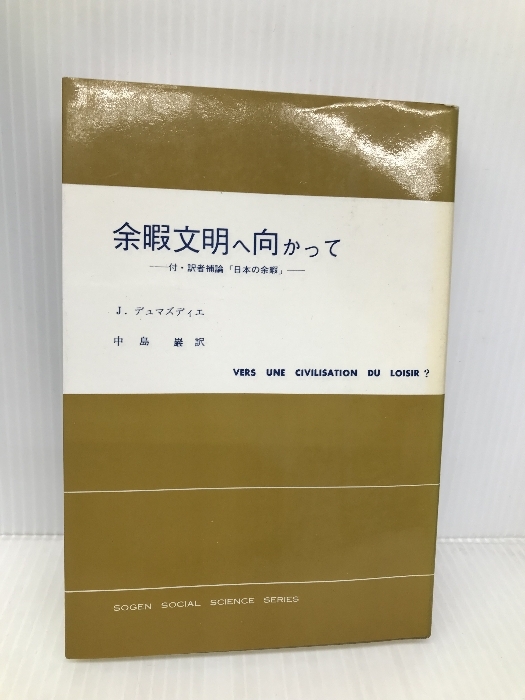 余暇文明へ向かって
──付・訳者補論「日本の余暇」──
J. デュマズディエ
中島 巌 訳
VERS UNE CIVILISATION DU LOISIR ?
SOGEN SOCIAL SCIENCE SERIES